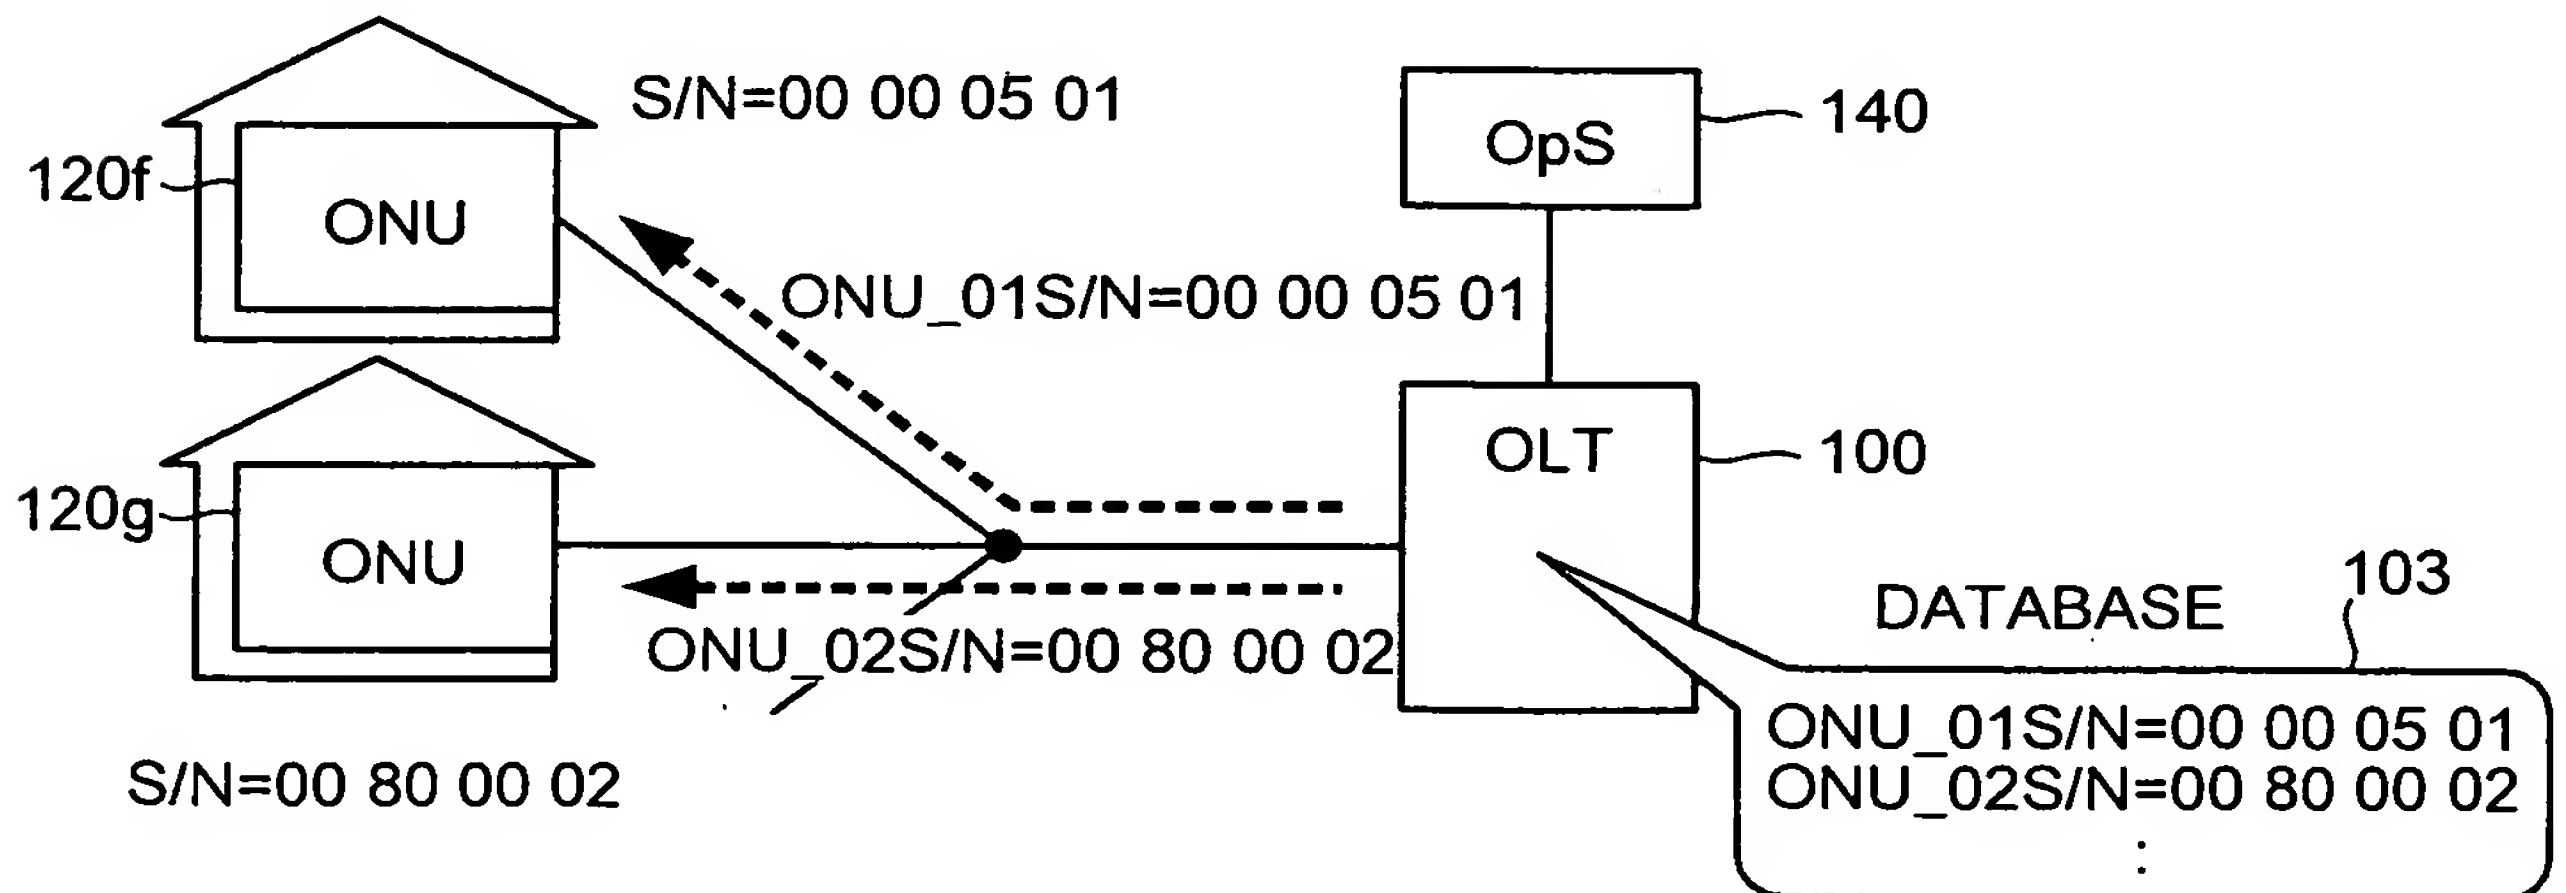 S/N=00 00 05 01
OpS
140
120f
ONU
ONU_01S/N=00 00 05 01
OLT
100
120g
ONU
ONU_02S/N=00 80 00 02
DATABASE
103
S/N=00 80 00 02
ONU_01S/N=00 00 05 01
ONU_02S/N=00 80 00 02
: